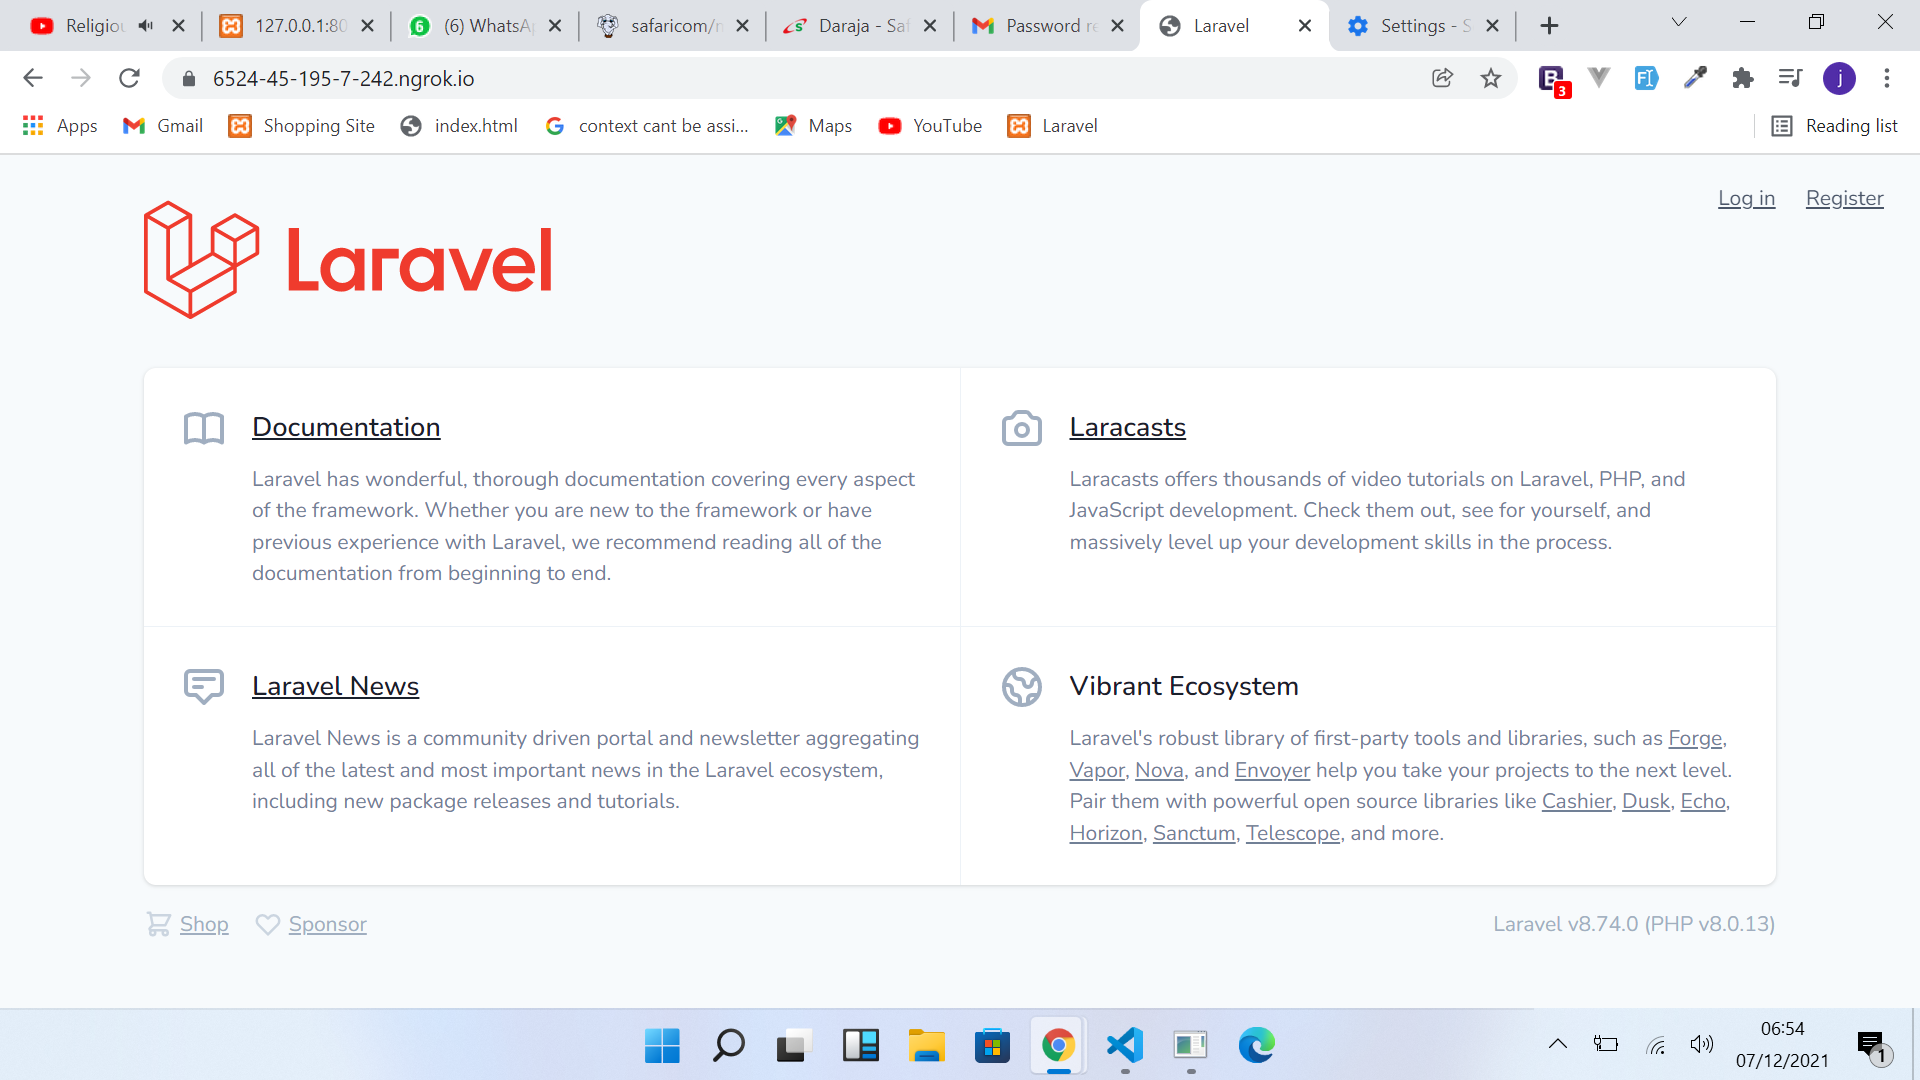 Religiou
127.0.0.1:80
(6) WhatsAp
safaricom/m
Daraja - Saf
Password re
Laravel
Settings - S
6524-45-195-7-242.ngrok.io
3
j
Apps
Gmail
Shopping Site
index.html
context cant be assi...
Maps
YouTube
Laravel
Reading list
Log in
Register
Laravel
Documentation
Laravel has wonderful, thorough documentation covering every aspect
of the framework. Whether you are new to the framework or have
previous experience with Laravel, we recommend reading all of the
documentation from beginning to end.
Laracasts
Laracasts offers thousands of video tutorials on Laravel, PHP, and
JavaScript development. Check them out, see for yourself, and
massively level up your development skills in the process.
Laravel News
Laravel News is a community driven portal and newsletter aggregating
all of the latest and most important news in the Laravel ecosystem,
including new package releases and tutorials.
Vibrant Ecosystem
Laravel's robust library of first-party tools and libraries, such as Forge,
Vapor, Nova, and Envoyer help you take your projects to the next level.
Pair them with powerful open source libraries like Cashier, Dusk, Echo,
Horizon, Sanctum, Telescope, and more.
Shop
Sponsor
Laravel v8.74.0 (PHP v8.0.13)
06:54
07/12/2021
1